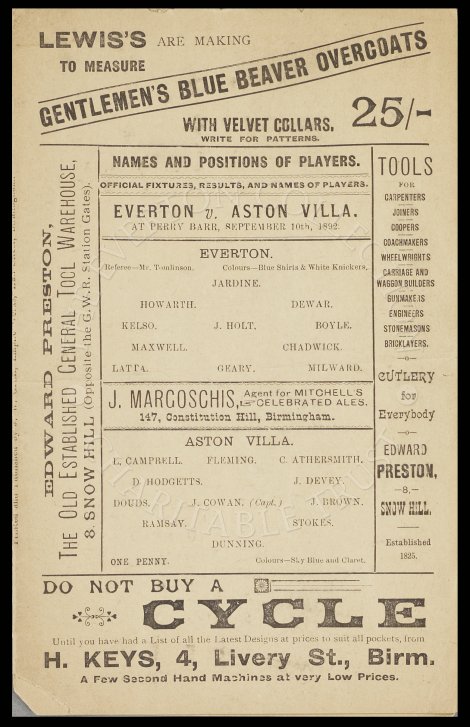 LEWIS'S ARE MAKING
TO MEASURE
GENTLEMEN'S BLUE BEAVER OVERCOATS
WITH VELVET COLLARS. 25/-
WRITE FOR PATTERNS.
EDWARD PRESTON,
THE OLD ESTABLISHED GENERAL TOOL WAREHOUSE,
8, SNOW HILL (Opposite the G.W.R. Station Gates).
NAMES AND POSITIONS OF PLAYERS.
OFFICIAL FIXTURES, RESULTS, AND NAMES OF PLAYERS.
EVERTON v. ASTON VILLA.
AT PERRY BARR, SEPTEMBER 10th, 1892
EVERTON.
Referee—Mr. Tomlinson. Colours—Blue Shirts & White Knickers.
JARDINE.
HOWARTH. DEWAR.
KELSO. J. HOLT. BOYLE.
MAXWELL. CHADWICK.
LATTA. GEARY. MILWARD.
J. MARGOSCHIS, Agent for MITCHELL'S
CELEBRATED ALES.
147, Constitution Hill, Birmingham.
ASTON VILLA.
L. CAMPBELL. FLEMING. C. ATHERSMITH.
D. HODGETTS. J. DEVEY.
DOUDS. J. COWAN. (Capt.) J. BROWN.
RAMSAY. STOKES.
DUNNING.
ONE PENNY. Colours—Sky Blue and Claret.
TOOLS
FOR
CARPENTERS
JOINERS
COOPERS
COACHMAKERS
WHEELWRIGHTS
CARRIAGE AND
WAGGON BUILDERS
GUNMAKERS
ENGINEERS
STONEMASONS
BRICKLAYERS.
—o—
CUTLERY
for
Everybody
—o—
EDWARD
PRESTON,
—8,—
SNOW HILL.
Established
1825.
DO NOT BUY A
CYCLE
Until you have had a List of all the Latest Designs at prices to suit all pockets, from
H. KEYS, 4, Livery St., Birm.
A Few Second Hand Machines at very Low Prices.